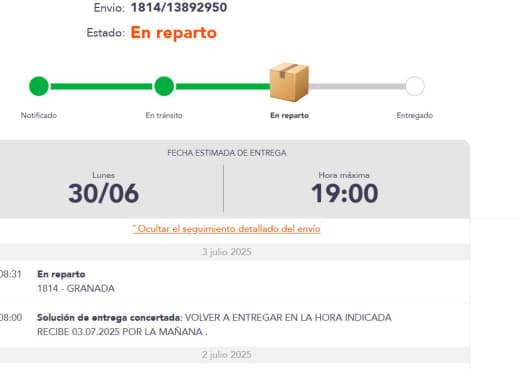 Envío: 1814/13892950
Estado: En reparto
Notificado
En tránsito
En reparto
Entregado
FECHA ESTIMADA DE ENTREGA
Lunes
30/06
Hora máxima
19:00
ˆ Ocultar el seguimiento detallado del envío
3 julio 2025
08:31 En reparto
1814 - GRANADA
08:00 Solución de entrega concertada: VOLVER A ENTREGAR EN LA HORA INDICADA
RECIBE 03.07.2025 POR LA MAÑANA .
2 julio 2025